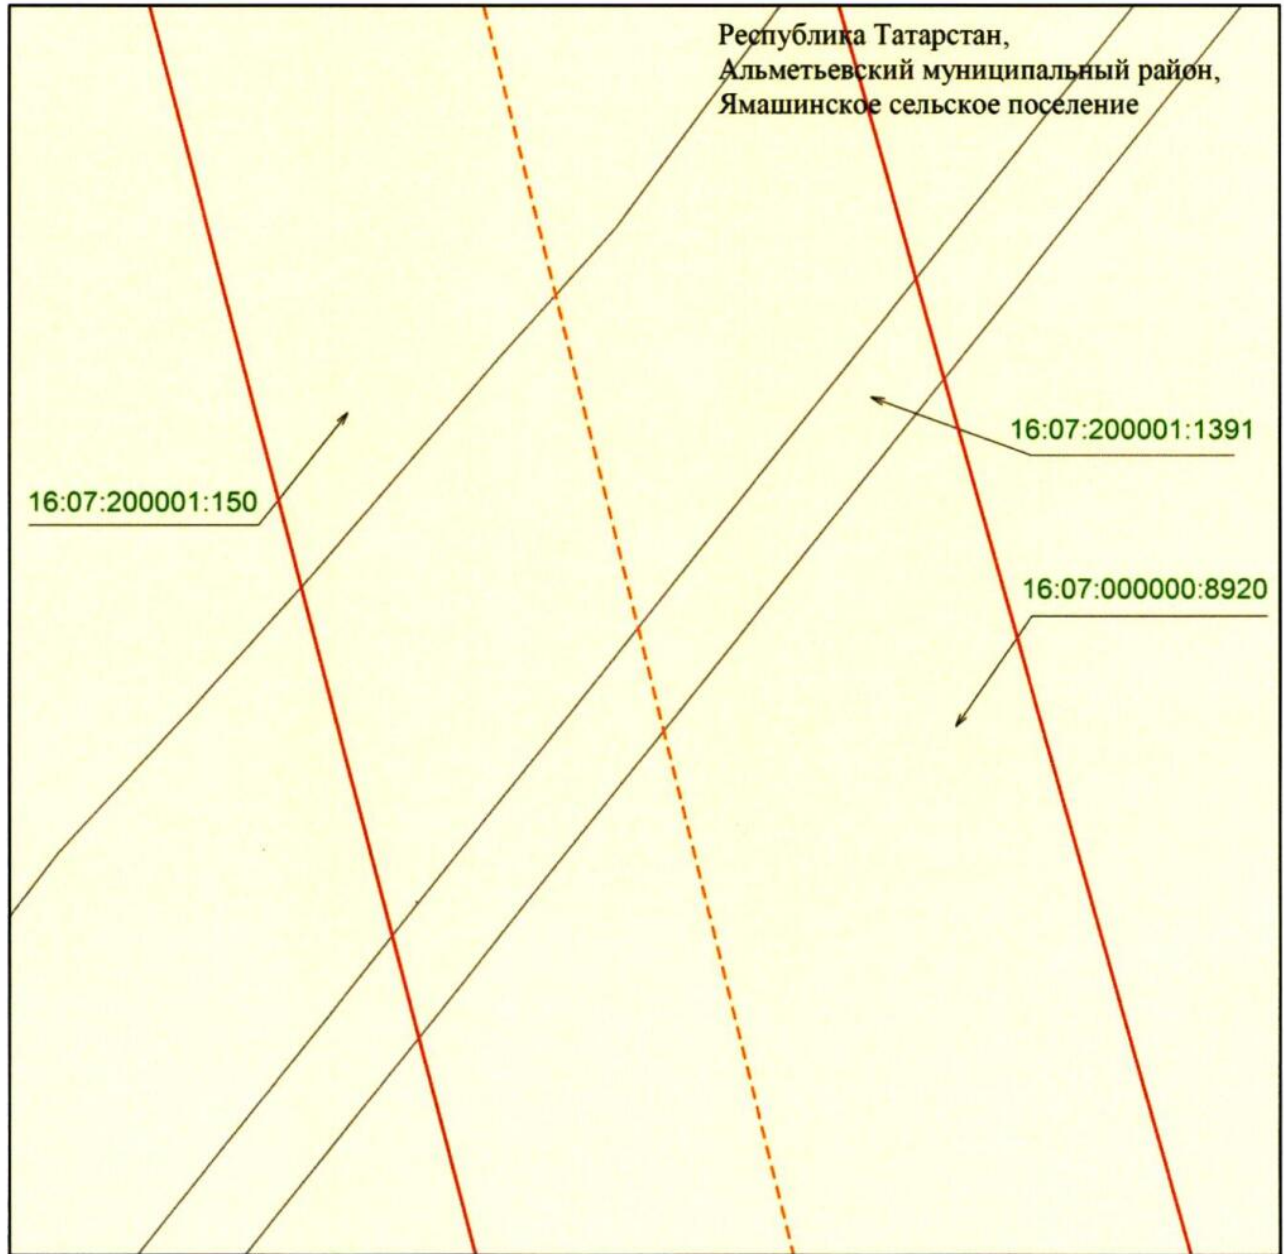 Республика Татарстан,
Альметьевский муниципальный район,
Ямашинское сельское поселение
16:07:200001:1391
16:07:200001:150
16:07:000000:8920